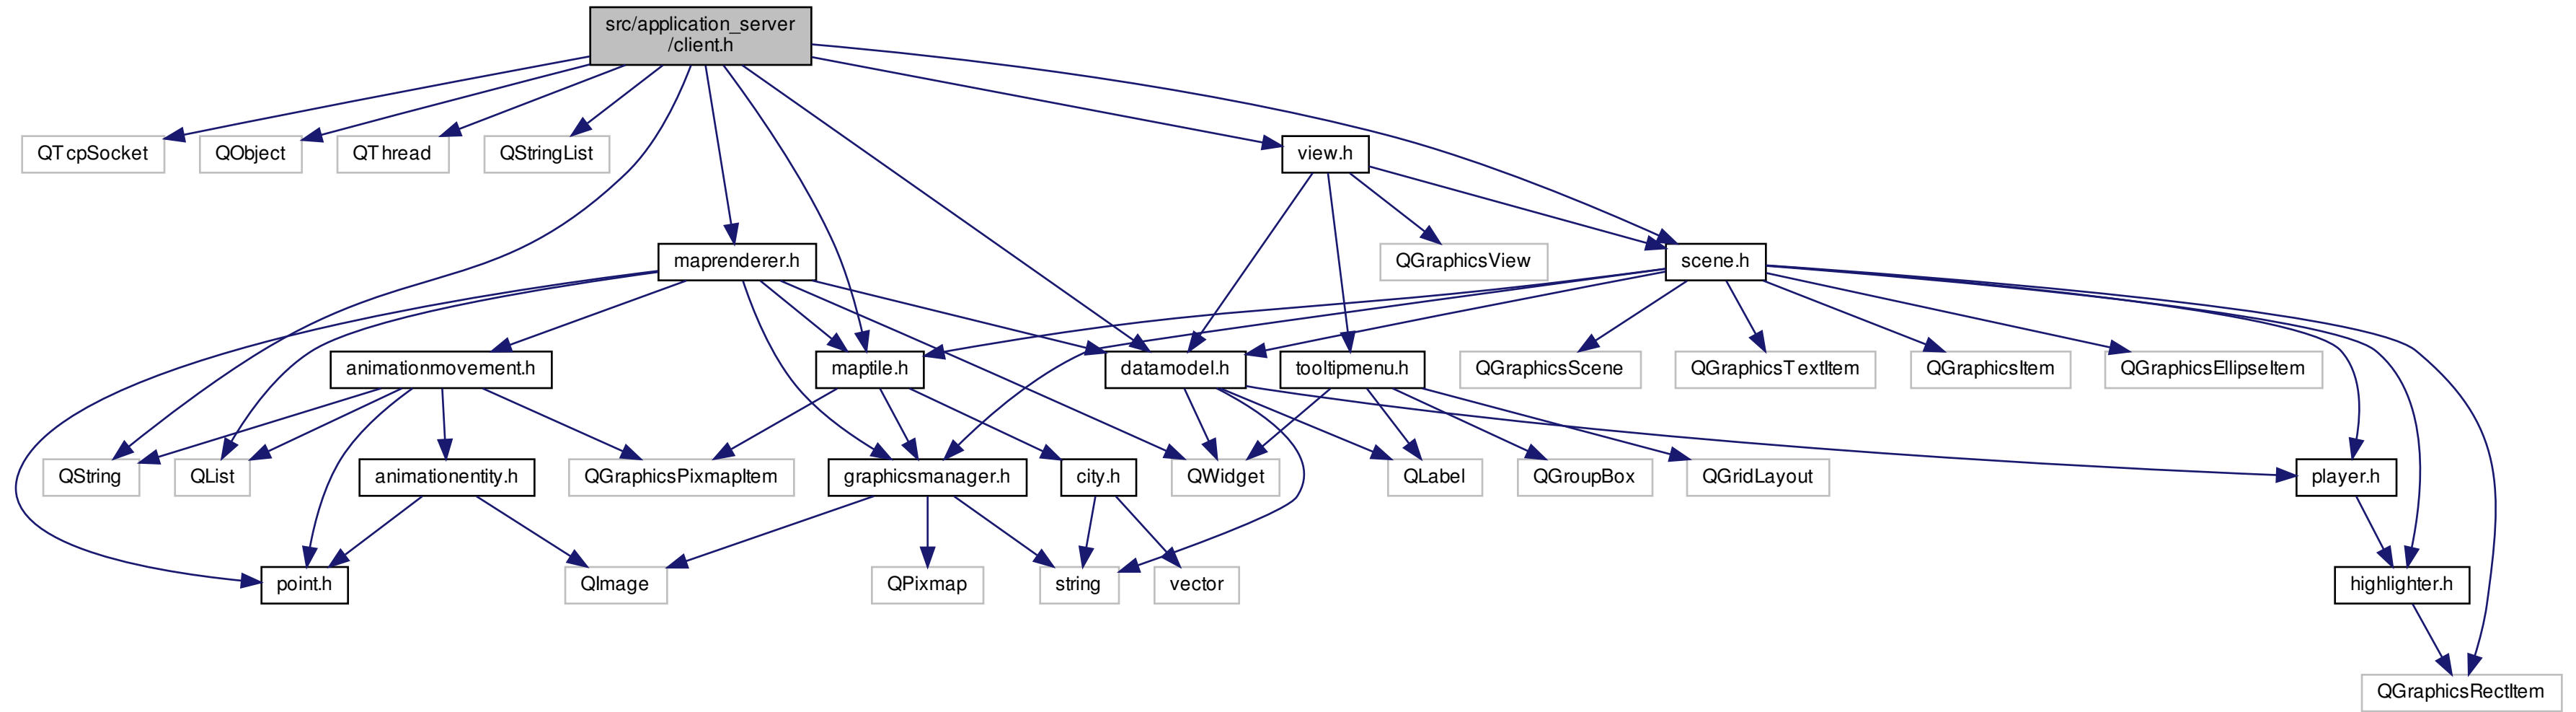 src/application_server
/client.h
QTcpSocket
QObject
QThread
QStringList
view.h
maprenderer.h
QGraphicsView
scene.h
animationmovement.h
maptile.h
datamodel.h
tooltipmenu.h
QGraphicsScene
QGraphicsTextItem
QGraphicsItem
QGraphicsEllipseItem
QString
QList
animationentity.h
QGraphicsPixmapItem
graphicsmanager.h
city.h
QWidget
QLabel
QGroupBox
QGridLayout
player.h
point.h
QImage
QPixmap
string
vector
highlighter.h
QGraphicsRectItem